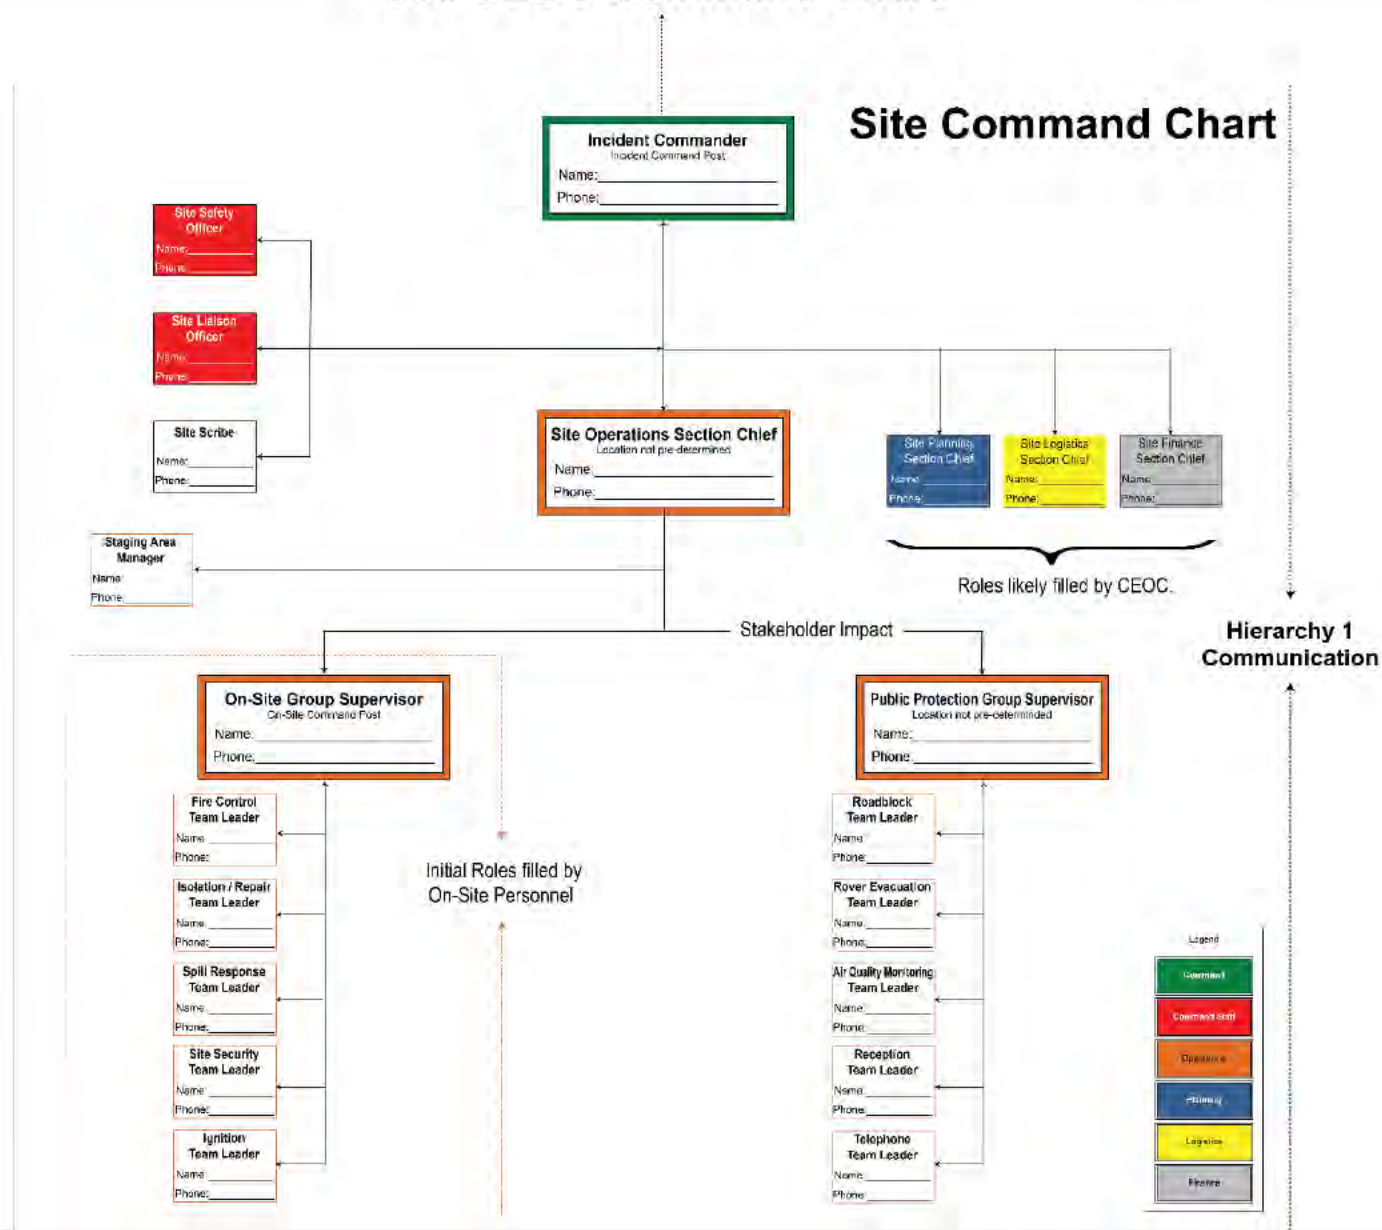 Site Command Chart
Incident Commander
Incident Command Post
Name:
Phone:
Site Safety
Officer
Name:
Phone:
Site Liaison
Officer
Name:
Phone:
Site Scribe
Name:
Phone:
Site Operations Section Chief
Location not pre-determined
Name:
Phone:
Site Planning
Section Chief
Name:
Phone:
Site Logistics
Section Chief
Name:
Phone:
Site Finance
Section Chief
Name:
Phone:
Staging Area
Manager
Name:
Phone:
Roles likely filled by CEOC.
Stakeholder Impact
Hierarchy 1
Communication
On-Site Group Supervisor
On-Site Command Post
Name:
Phone:
Public Protection Group Supervisor
Location not pre-determinded
Name:
Phone:
Fire Control
Team Leader
Name:
Phone:
Isolation / Repair
Team Leader
Name:
Phone:
Spill Response
Team Leader
Name:
Phone:
Site Security
Team Leader
Name:
Phone:
Ignition
Team Leader
Name:
Phone:
Initial Roles filled by
On-Site Personnel
Roadblock
Team Leader
Name:
Phone:
Rover Evacuation
Team Leader
Name:
Phone:
Air Quality Monitoring
Team Leader
Name:
Phone:
Reception
Team Leader
Name:
Phone:
Telephone
Team Leader
Name:
Phone:
Legend
Command
Command Staff
Operations
Planning
Logistics
Finance